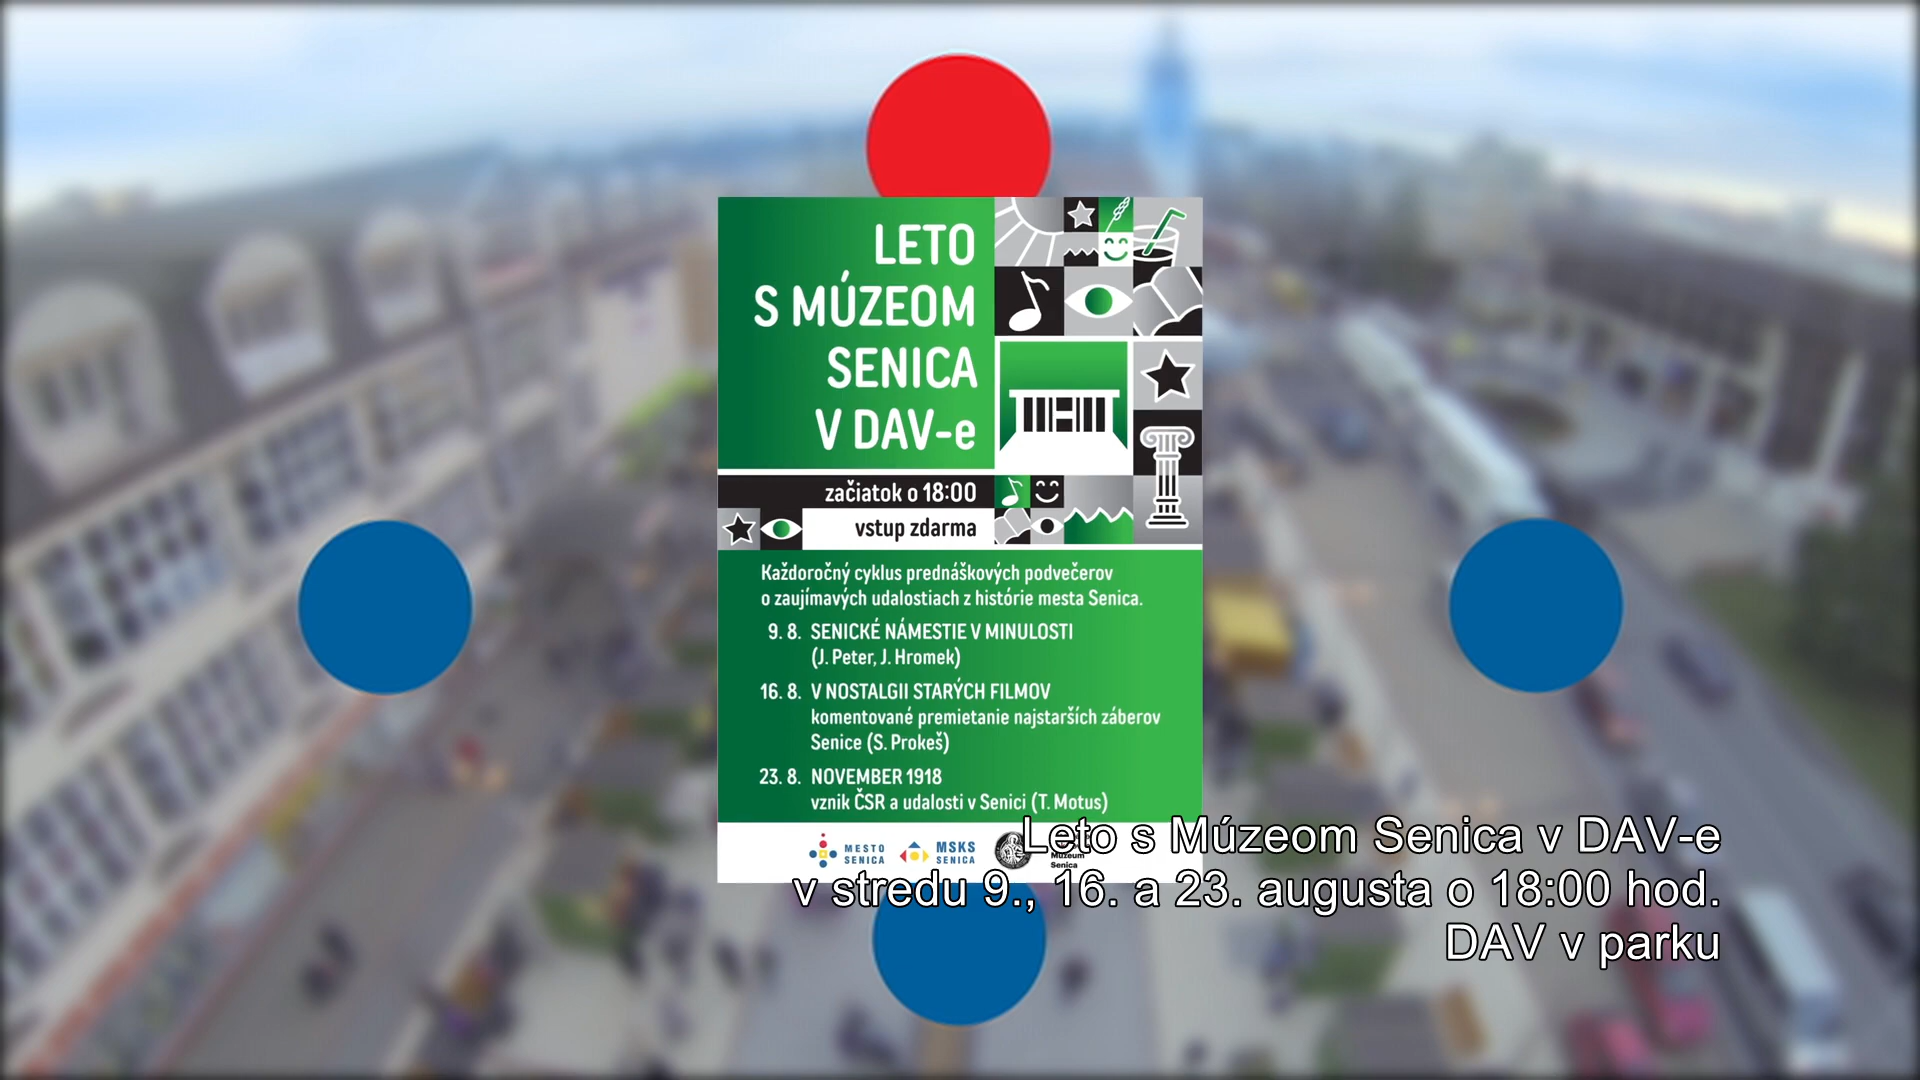 LETO
S MÚZEOM
SENICA
V DAV-e
začiatok o 18:00
vstup zdarma
Každoročný cyklus prednáškových podvečerov
o zaujímavých udalostiach z histórie mesta Senica.
9. 8. SENICKÉ NÁMESTIE V MINULOSTI
(J. Peter, J. Hromek)
16. 8. V NOSTALGII STARÝCH FILMOV
komentované premietanie najstarších záberov
Senice (S. Prokeš)
23. 8. NOVEMBER 1918
vznik ČSR a udalosti v Senici (T. Motus)
MESTO
SENICA
MSKS
SENICA
Múzeum
Senica
Leto s Múzeom Senica v DAV-e
v stredu 9., 16. a 23. augusta o 18:00 hod.
DAV v parku